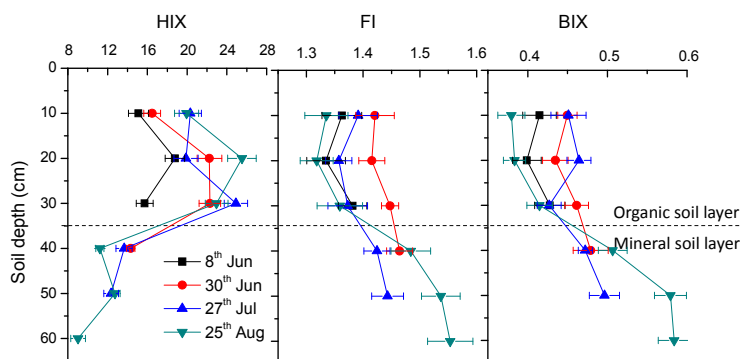 HIX FI BIX
8 12 16 20 24 28 1.3 1.4 1.5 1.6 0.4 0.5 0.6
0
10
20
30
40
50
60
Soil depth (cm)
Organic soil layer
Mineral soil layer
8th Jun
30th Jun
27th Jul
25th Aug